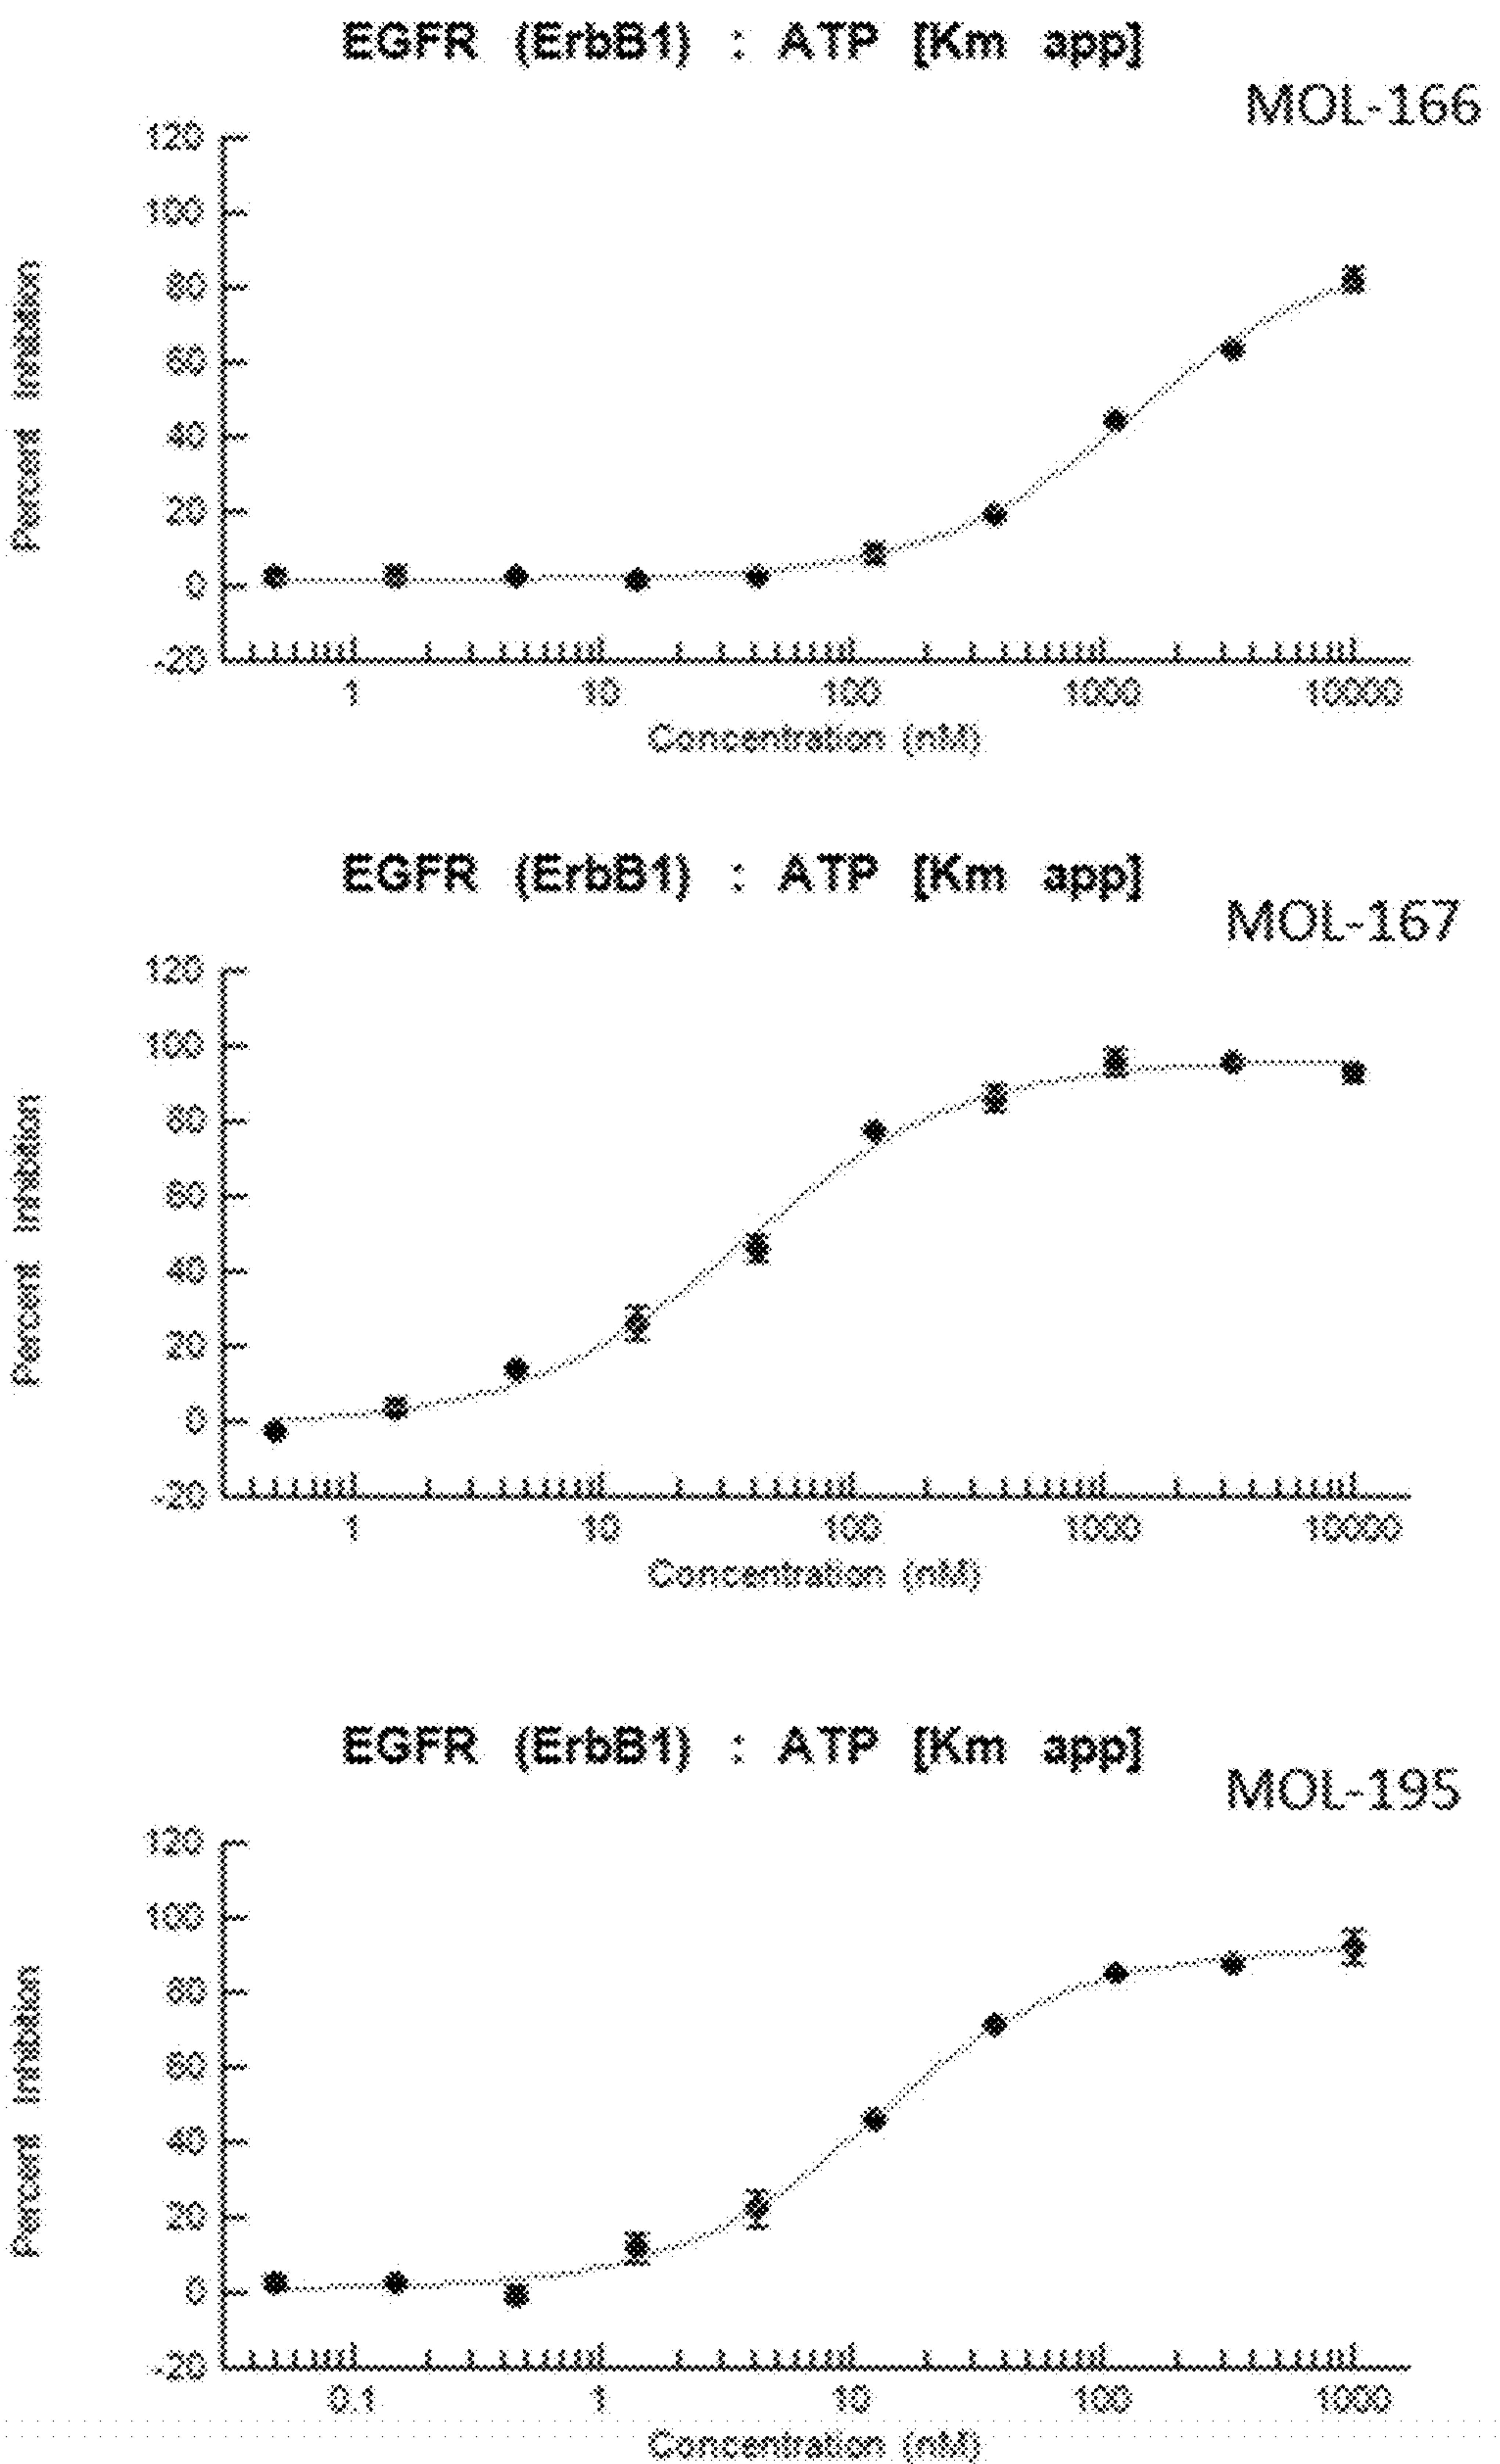 EGFR (ErbB1) : ATP [Km app]
MOL-166
120
100
80
60
40
20
0
-20
Percent Inhibition
1 10 100 1000 10000
Concentration (nM)
EGFR (ErbB1) : ATP [Km app]
MOL-167
120
100
80
60
40
20
0
-20
Percent Inhibition
1 10 100 1000 10000
Concentration (nM)
EGFR (ErbB1) : ATP [Km app]
MOL-195
120
100
80
60
40
20
0
-20
Percent Inhibition
0.1 1 10 100 1000
Concentration (nM)